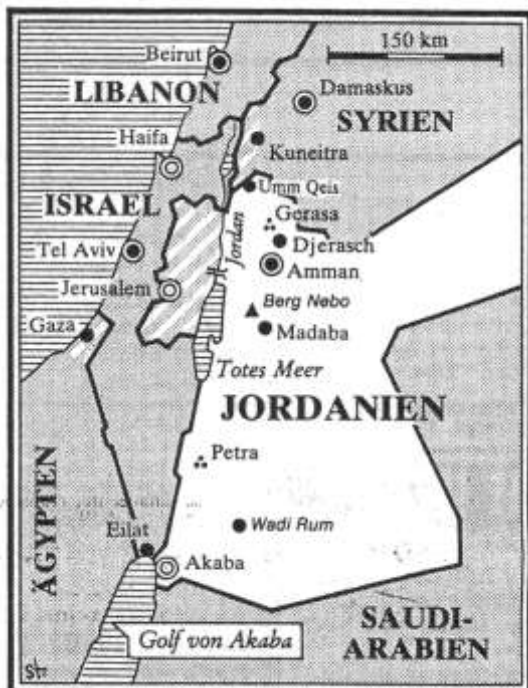 150 km
Beirut
LIBANON
Damaskus
SYRIEN
Haifa
Kuneitra
Umm Qeis
ISRAEL
Gerasa
Jordan
Djerasch
Tel Aviv
Amman
Jerusalem
Berg Nebo
Gaza
Madaba
Totes Meer
JORDANIEN
Petra
ÄGYPTEN
Wadi Rum
Eilat
Akaba
SAUDI-
ARABIEN
Golf von Akaba